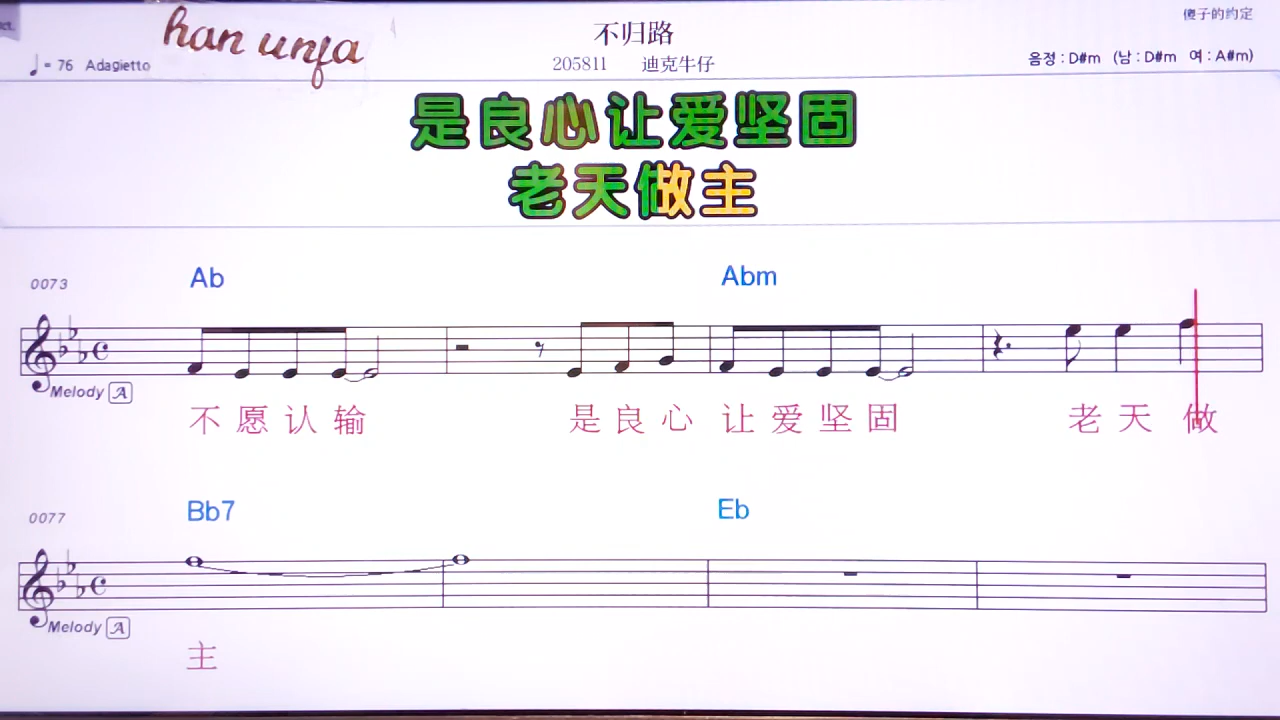 han unfa
不归路
傻子的约定
♩= 76 Adagietto
205811 迪克牛仔
음정 : D#m (남 : D#m 여 : A#m)
是良心让爱坚固
老天做主
0073 Ab Abm
Melody A
不愿认输 是良心 让爱坚固 老天 做
0077 Bb7 Eb
Melody A
主